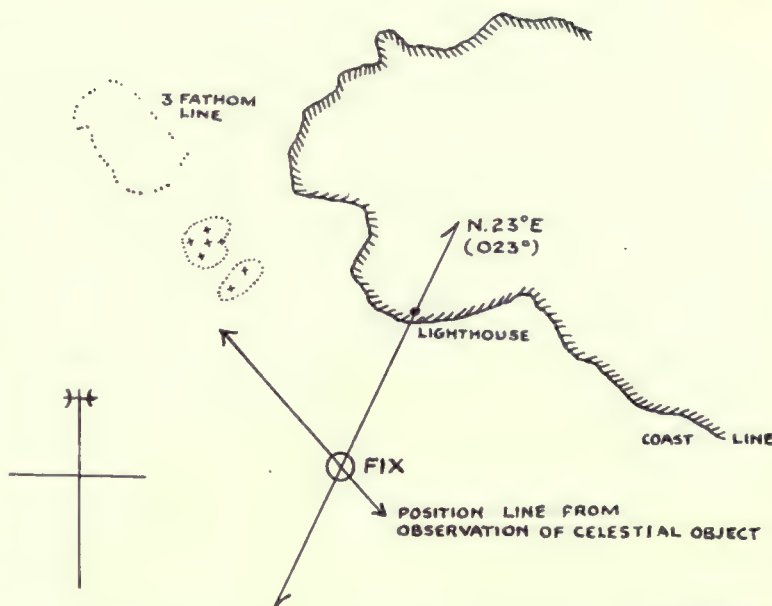 3 FATHOM
LINE
N. 23° E
(023°)
LIGHTHOUSE
COAST LINE
FIX
POSITION LINE FROM
OBSERVATION OF CELESTIAL OBJECT